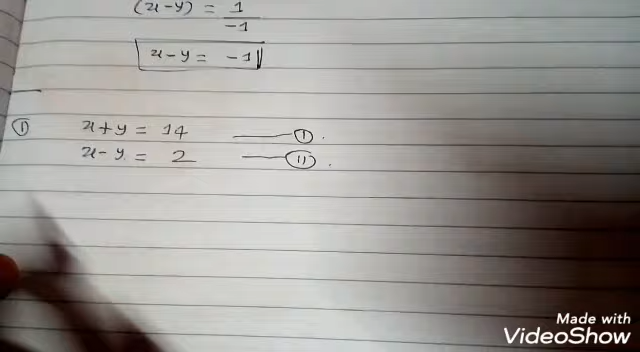 (x-y) = 1
-1
x-y = -1
① x+y = 14 —— ①.
x-y. = 2 —— ⑪.
Made with
VideoShow